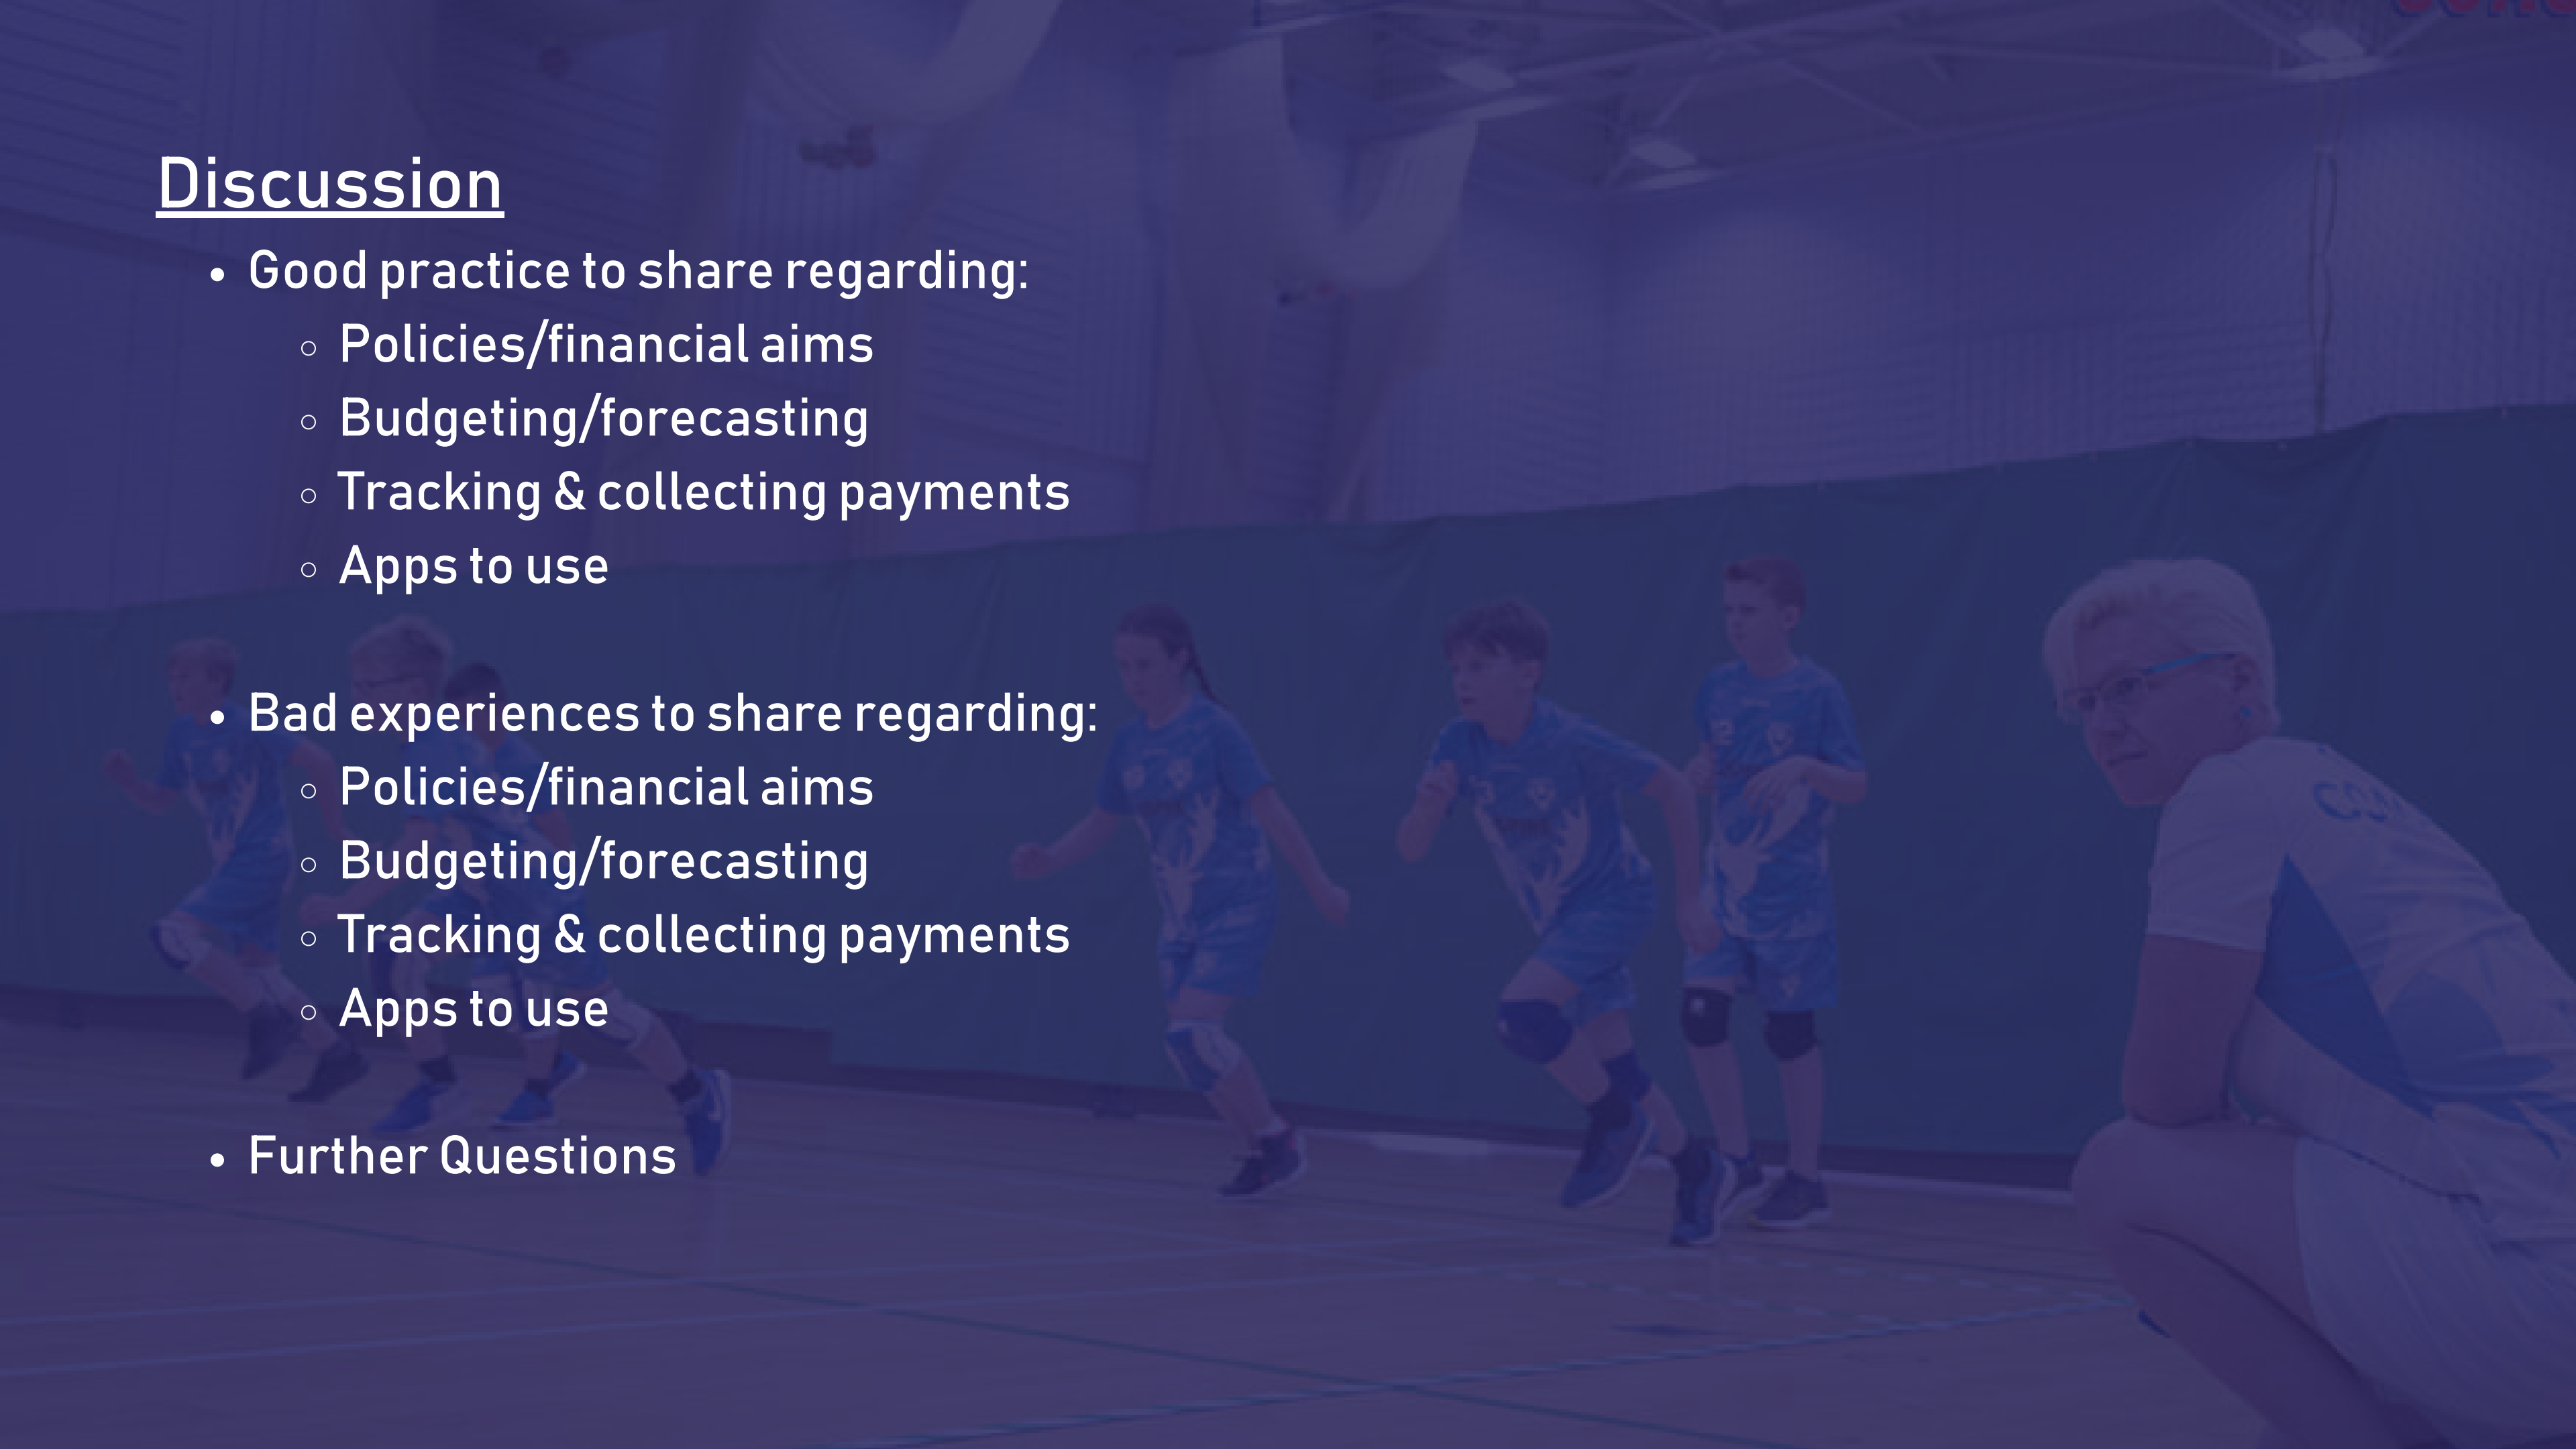 Discussion
• Good practice to share regarding:
◦ Policies/financial aims
◦ Budgeting/forecasting
◦ Tracking & collecting payments
◦ Apps to use
• Bad experiences to share regarding:
◦ Policies/financial aims
◦ Budgeting/forecasting
◦ Tracking & collecting payments
◦ Apps to use
• Further Questions